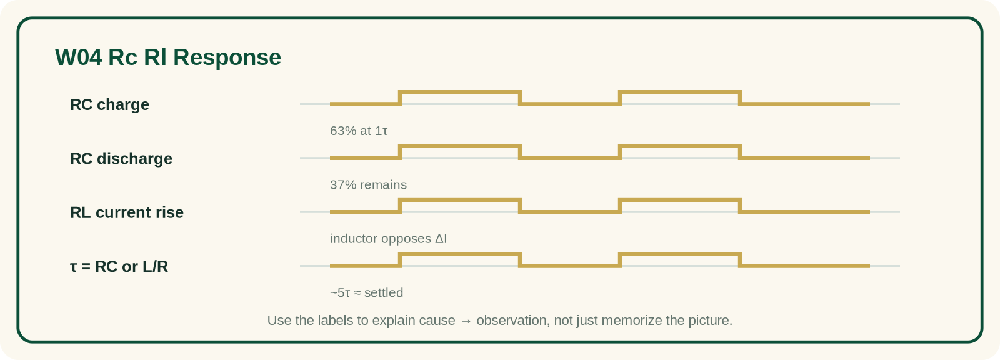 W04 Rc Rl Response
RC charge
63% at 1τ
RC discharge
37% remains
RL current rise
inductor opposes ΔI
τ = RC or L/R
~5τ ≈ settled
Use the labels to explain cause → observation, not just memorize the picture.